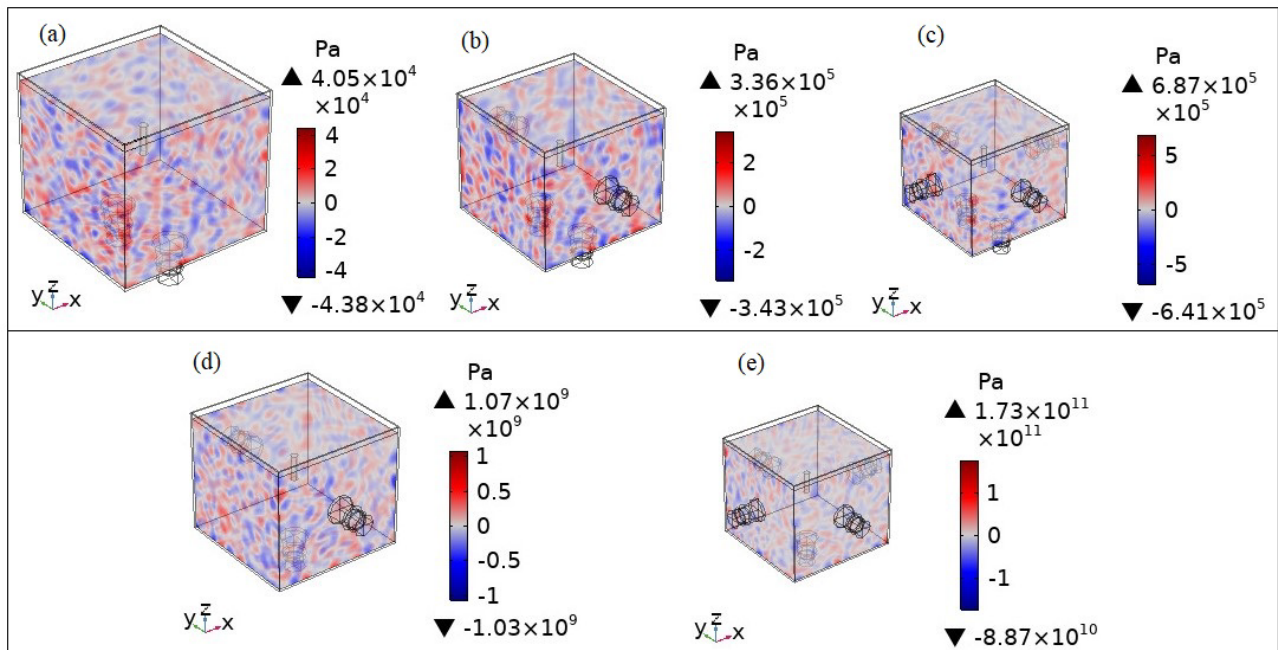 (a)
Pa
▲ 4.05×10⁴
×10⁴
4
2
0
-2
-4
▼ -4.38×10⁴
y z x
(b)
Pa
▲ 3.36×10⁵
×10⁵
2
0
-2
▼ -3.43×10⁵
y z x
(c)
Pa
▲ 6.87×10⁵
×10⁵
5
0
-5
▼ -6.41×10⁵
y z x
(d)
Pa
▲ 1.07×10⁹
×10⁹
1
0.5
0
-0.5
-1
▼ -1.03×10⁹
y z x
(e)
Pa
▲ 1.73×10¹¹
×10¹¹
1
0
-1
▼ -8.87×10¹⁰
y z x